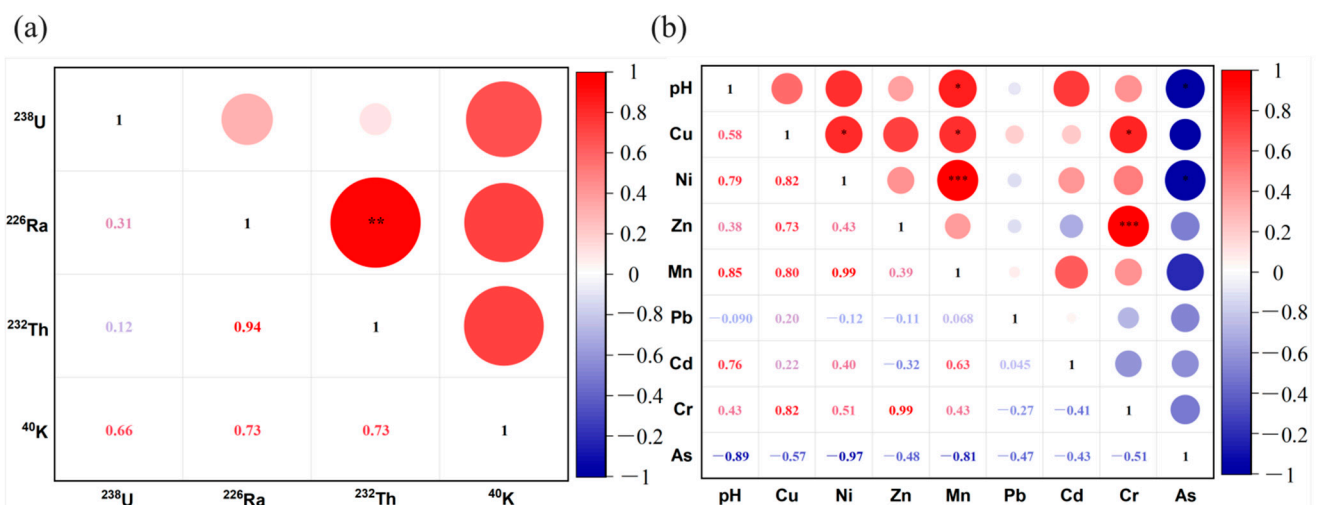 (a)
²³⁸U 1
²²⁶Ra 0.31 1 **
²³²Th 0.12 0.94 1
⁴⁰K 0.66 0.73 0.73 1
²³⁸U ²²⁶Ra ²³²Th ⁴⁰K
1
0.8
0.6
0.4
0.2
0
−0.8
−0.6
−0.4
−0.2
−1
(b)
pH 1 * *
Cu 0.58 1 * * *
Ni 0.79 0.82 1 *** *
Zn 0.38 0.73 0.43 1 ***
Mn 0.85 0.80 0.99 0.39 1
Pb −0.090 0.20 −0.12 −0.11 0.068 1
Cd 0.76 0.22 0.40 −0.32 0.63 0.045 1
Cr 0.43 0.82 0.51 0.99 0.43 −0.27 −0.41 1
As −0.89 −0.57 −0.97 −0.48 −0.81 −0.47 −0.43 −0.51 1
pH Cu Ni Zn Mn Pb Cd Cr As
1
0.8
0.6
0.4
0.2
0
−0.8
−0.6
−0.4
−0.2
−1